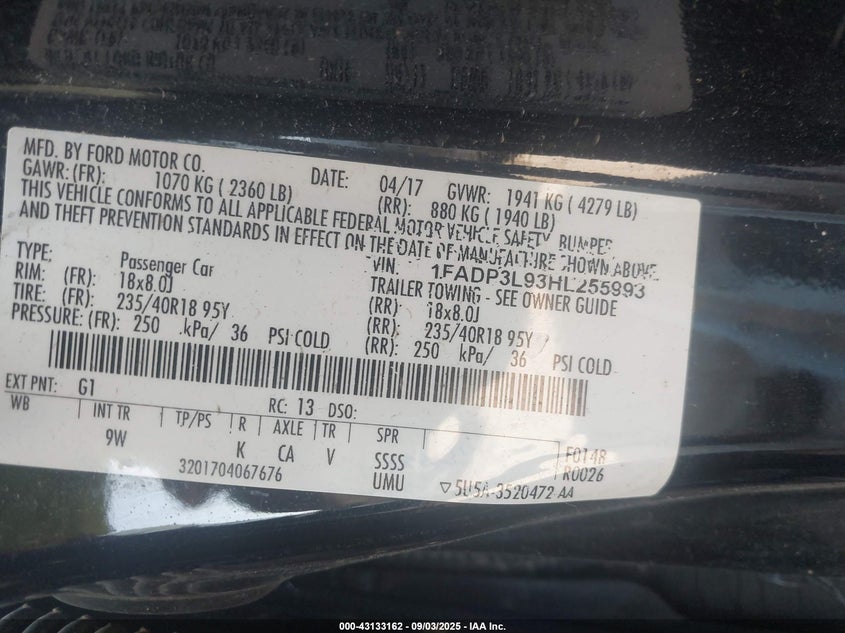 MFD. BY FORD MOTOR CO.
DATE: 04/17 GVWR: 1941 KG ( 4279 LB)
GAWR: (FR): 1070 KG ( 2360 LB) (RR): 880 KG ( 1940 LB)
THIS VEHICLE CONFORMS TO ALL APPLICABLE FEDERAL MOTOR VEHICLE SAFETY, BUMPER
AND THEFT PREVENTION STANDARDS IN EFFECT ON THE DATE OF MANUFACTURE SHOWN ABOVE.
VIN: 1FADP3L93HL255993
TYPE: Passenger Car TRAILER TOWING - SEE OWNER GUIDE
RIM: (FR): 18x8.0J (RR): 18x8.0J
TIRE: (FR): 235/40R18 95Y (RR): 235/40R18 95Y
PRESSURE: (FR): 250 kPa/ 36 PSI COLD (RR): 250 kPa/ 36 PSI COLD
EXT PNT: G1 RC: 13 DSO:
WB INT TR TP/PS R AXLE TR SPR
9W K CA V SSSS
UMU
F0148
R0026
3201704067676
5U5A-3520472 AA
000-43133162 - 09/03/2025 - IAA Inc.